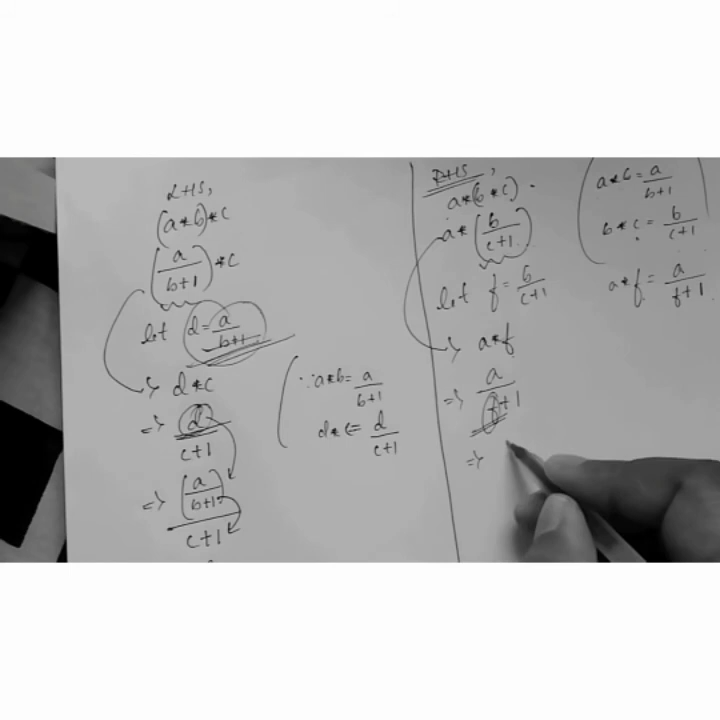 LHS,
(a*b)*c
(a/b+1)*c
let d=a/b+1
→ d*c
=> d/c+1
=> (a/b+1)/c+1
∵a*b=a/b+1
d*c=d/c+1
RHS,
a*(b*c).
a*(b/c+1)
let f=b/c+1
→ a*f
=> a/f+1
=>
a*b=a/b+1
b*c=b/c+1
a*f=a/f+1